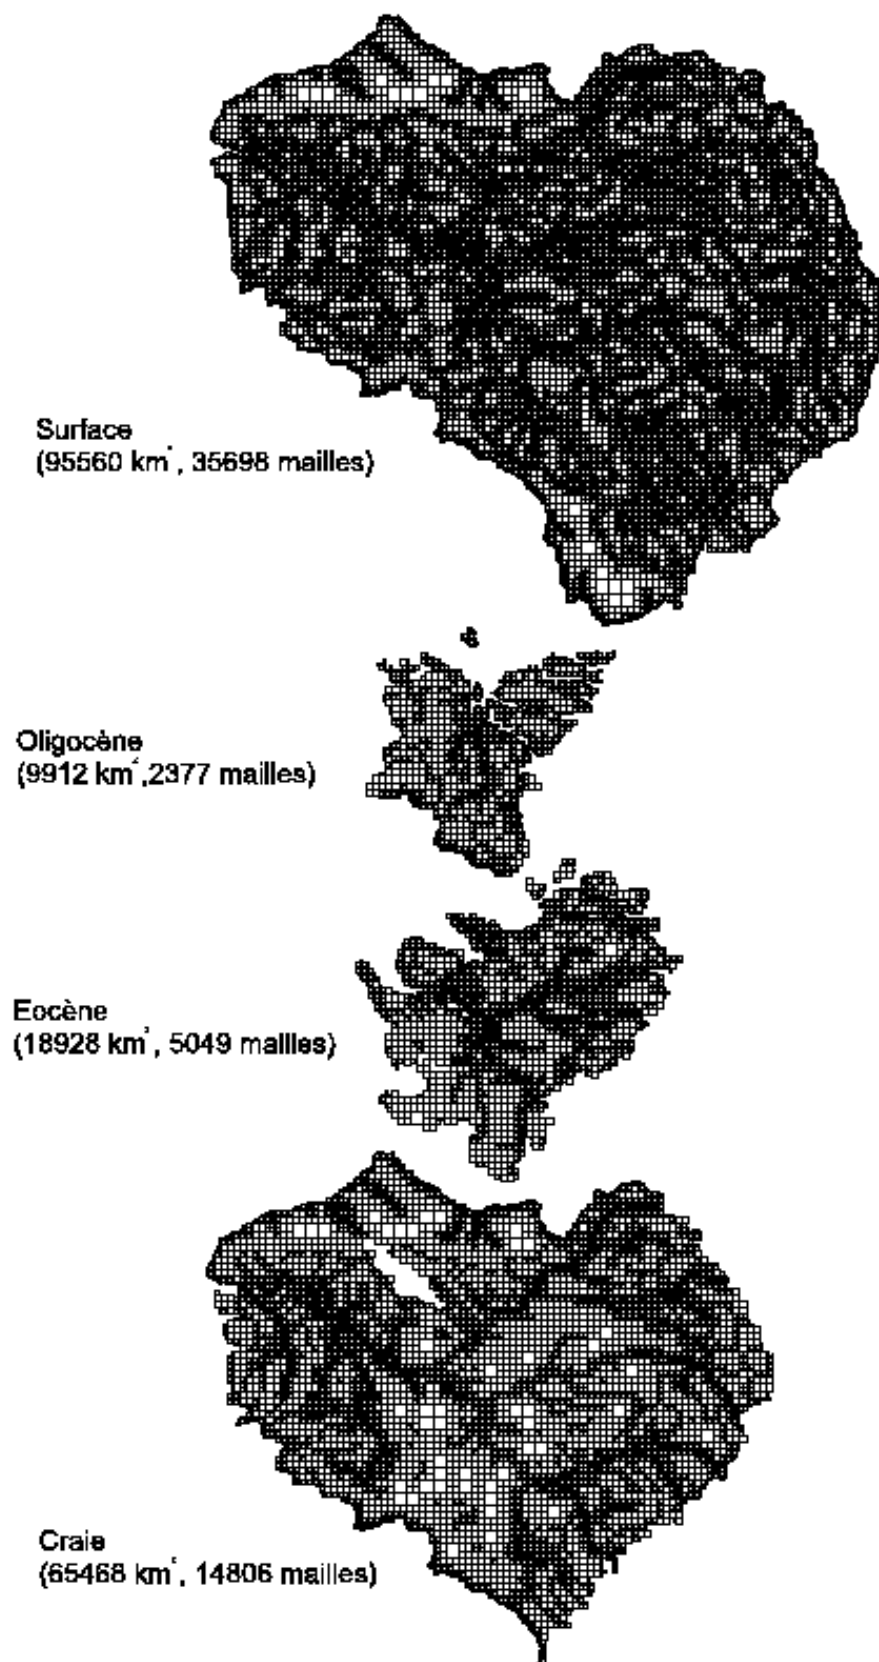 Surface
(95560 km², 35698 mailles)
Oligocène
(9912 km²,2377 mailles)
Eocène
(18928 km², 5049 mailles)
Craie
(65468 km², 14806 mailles)